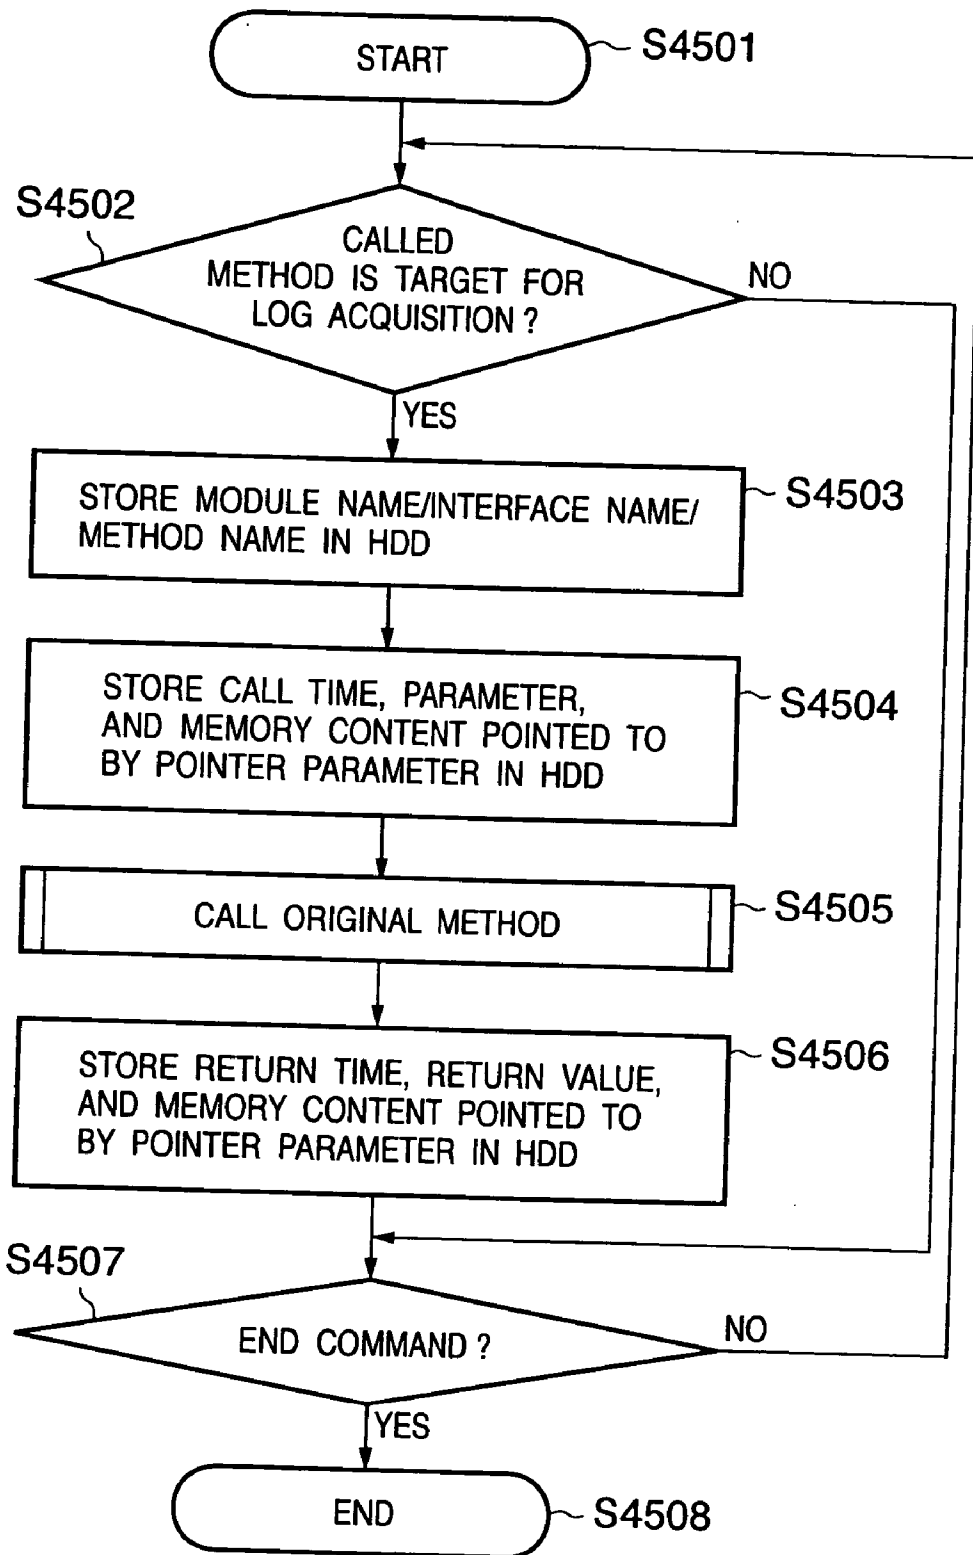 START
S4501
S4502
CALLED
METHOD IS TARGET FOR
LOG ACQUISITION ?
NO
YES
STORE MODULE NAME/INTERFACE NAME/
METHOD NAME IN HDD
S4503
STORE CALL TIME, PARAMETER,
AND MEMORY CONTENT POINTED TO
BY POINTER PARAMETER IN HDD
S4504
CALL ORIGINAL METHOD
S4505
STORE RETURN TIME, RETURN VALUE,
AND MEMORY CONTENT POINTED TO
BY POINTER PARAMETER IN HDD
S4506
S4507
END COMMAND ?
NO
YES
END
S4508